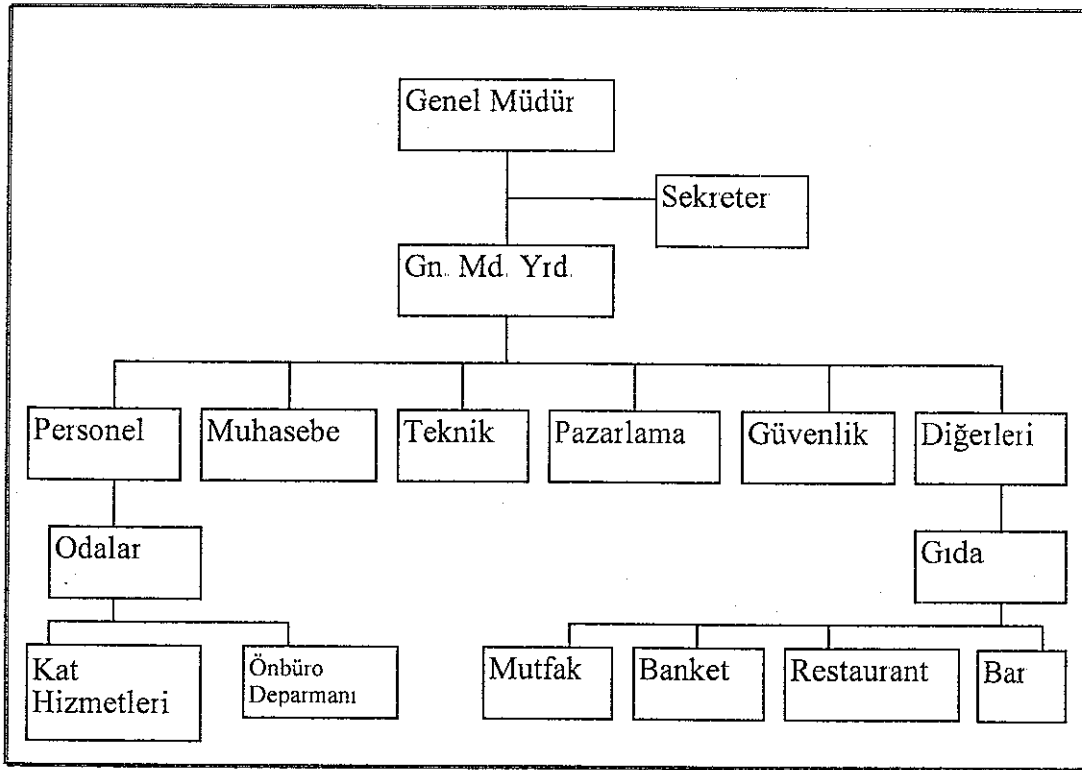 Genel Müdür
Sekreter
Gn. Md. Yrd.
Personel
Muhasebe
Teknik
Pazarlama
Güvenlik
Diğerleri
Odalar
Gıda
Kat
Hizmetleri
Önbüro
Deparmanı
Mutfak
Banket
Restaurant
Bar